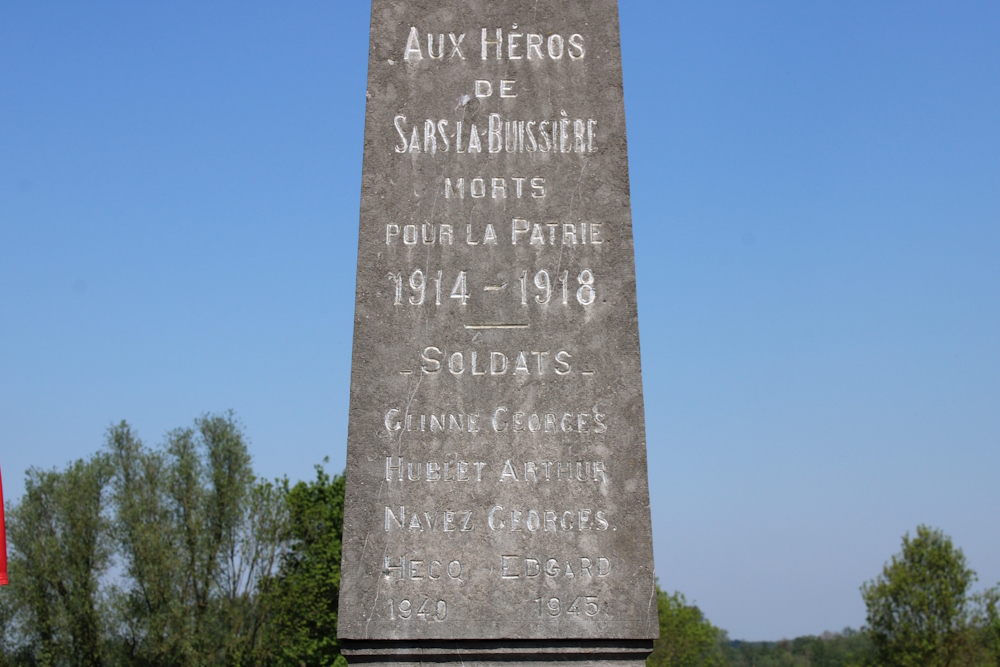 AUX HÉROS
DE
SARS-LA-BUISSIÈRE
MORTS
POUR LA PATRIE
1914 - 1918
- SOLDATS -
GLINNE GEORGES
HUBLET ARTHUR
NAVEZ GEORGES.
HECQ EDGARD
1940 1945